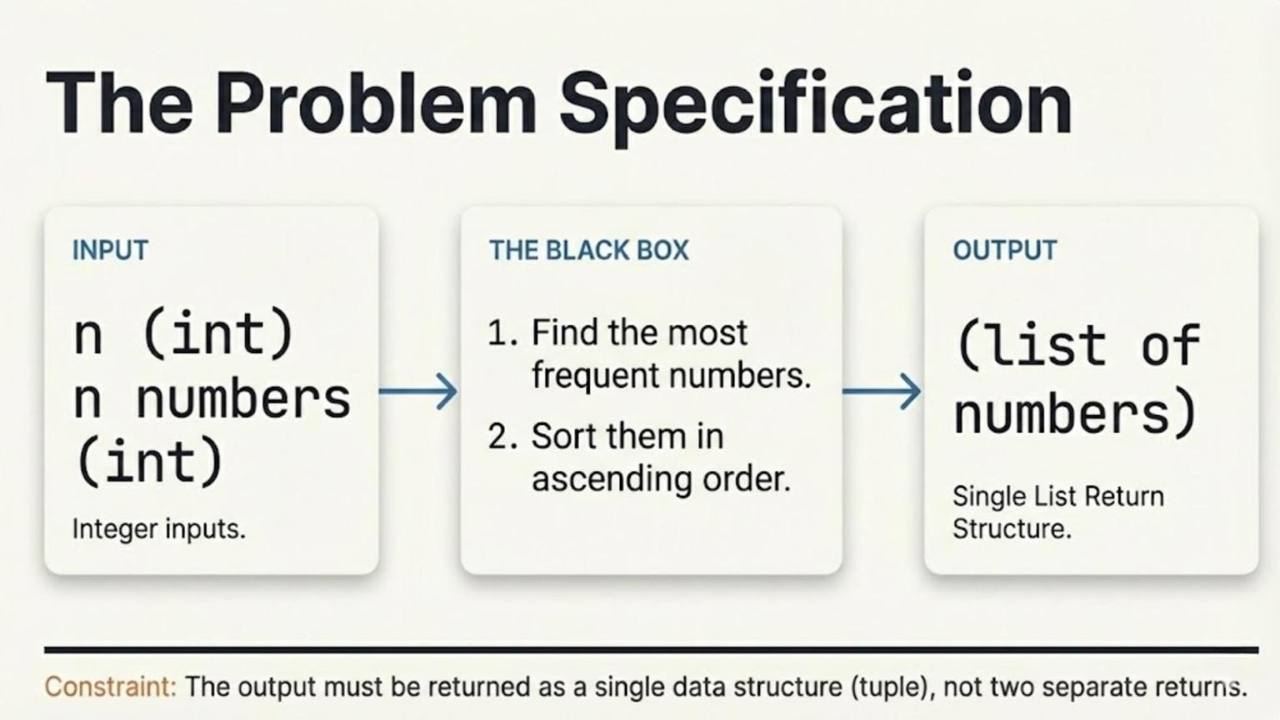 The Problem Specification
INPUT
n (int)
n numbers
(int)
Integer inputs.
THE BLACK BOX
1. Find the most
frequent numbers.
2. Sort them in
ascending order.
OUTPUT
(list of
numbers)
Single List Return
Structure.
Constraint: The output must be returned as a single data structure (tuple), not two separate returns.